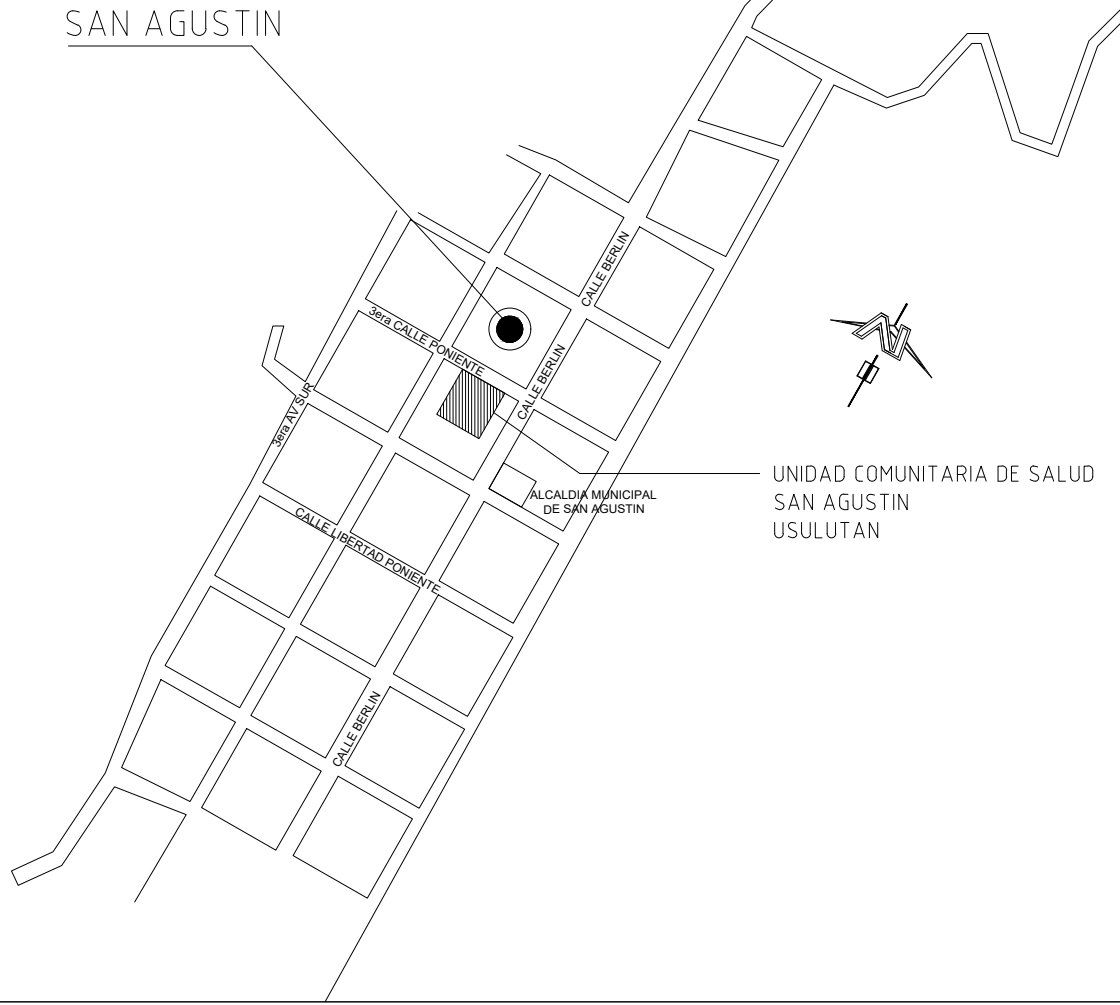 SAN AGUSTIN
CALLE BERLIN
3era CALLE PONIENTE
CALLE BERLIN
3era AV SUR
UNIDAD COMUNITARIA DE SALUD
SAN AGUSTIN
USULUTAN
ALCALDIA MUNICIPAL
DE SAN AGUSTIN
CALLE LIBERTAD PONIENTE
CALLE BERLIN
N